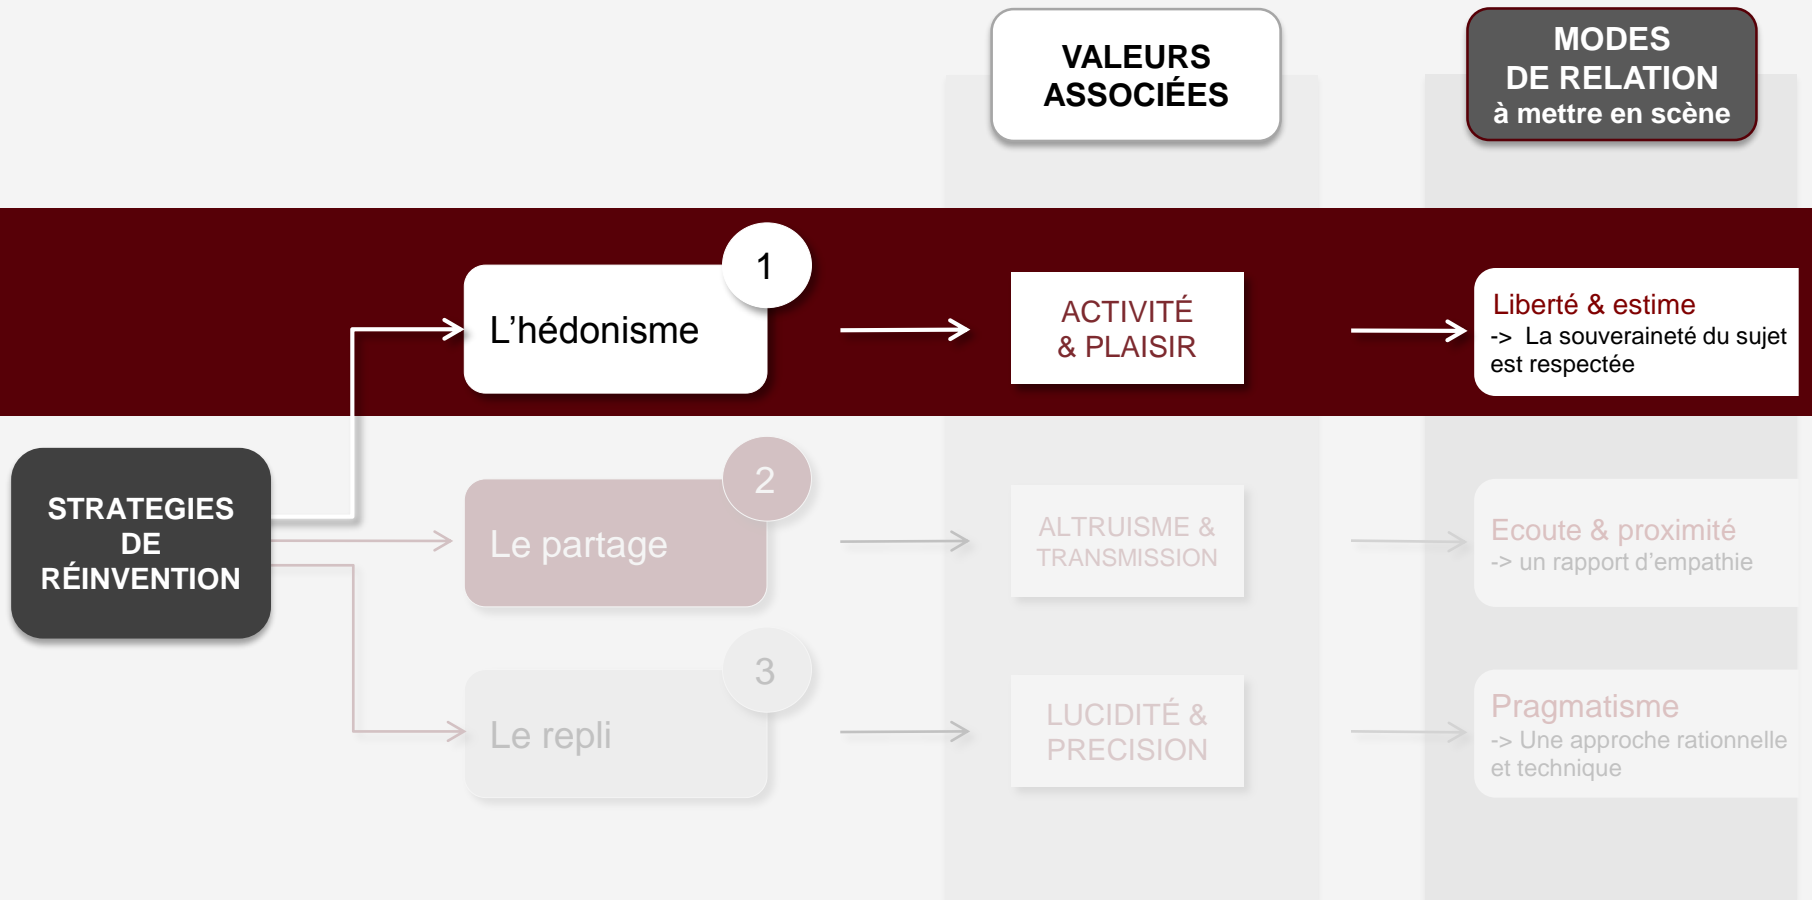 VALEURS
ASSOCIÉES
MODES
DE RELATION
à mettre en scène
1
L’hédonisme
ACTIVITÉ
& PLAISIR
Liberté & estime
-> La souveraineté du sujet
est respectée
STRATEGIES
DE
RÉINVENTION
2
Le partage
ALTRUISME &
TRANSMISSION
Ecoute & proximité
-> un rapport d’empathie
3
Le repli
LUCIDITÉ &
PRECISION
Pragmatisme
-> Une approche rationnelle
et technique